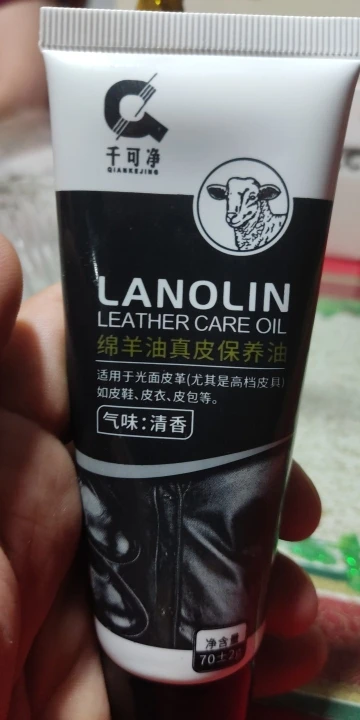 千可净
QIANKEJING
LANOLIN
LEATHER CARE OIL
绵羊油真皮保养油
适用于光面皮革(尤其是高档皮具)
如皮鞋、皮衣、皮包等。
气味:清香
净含量
70±2g